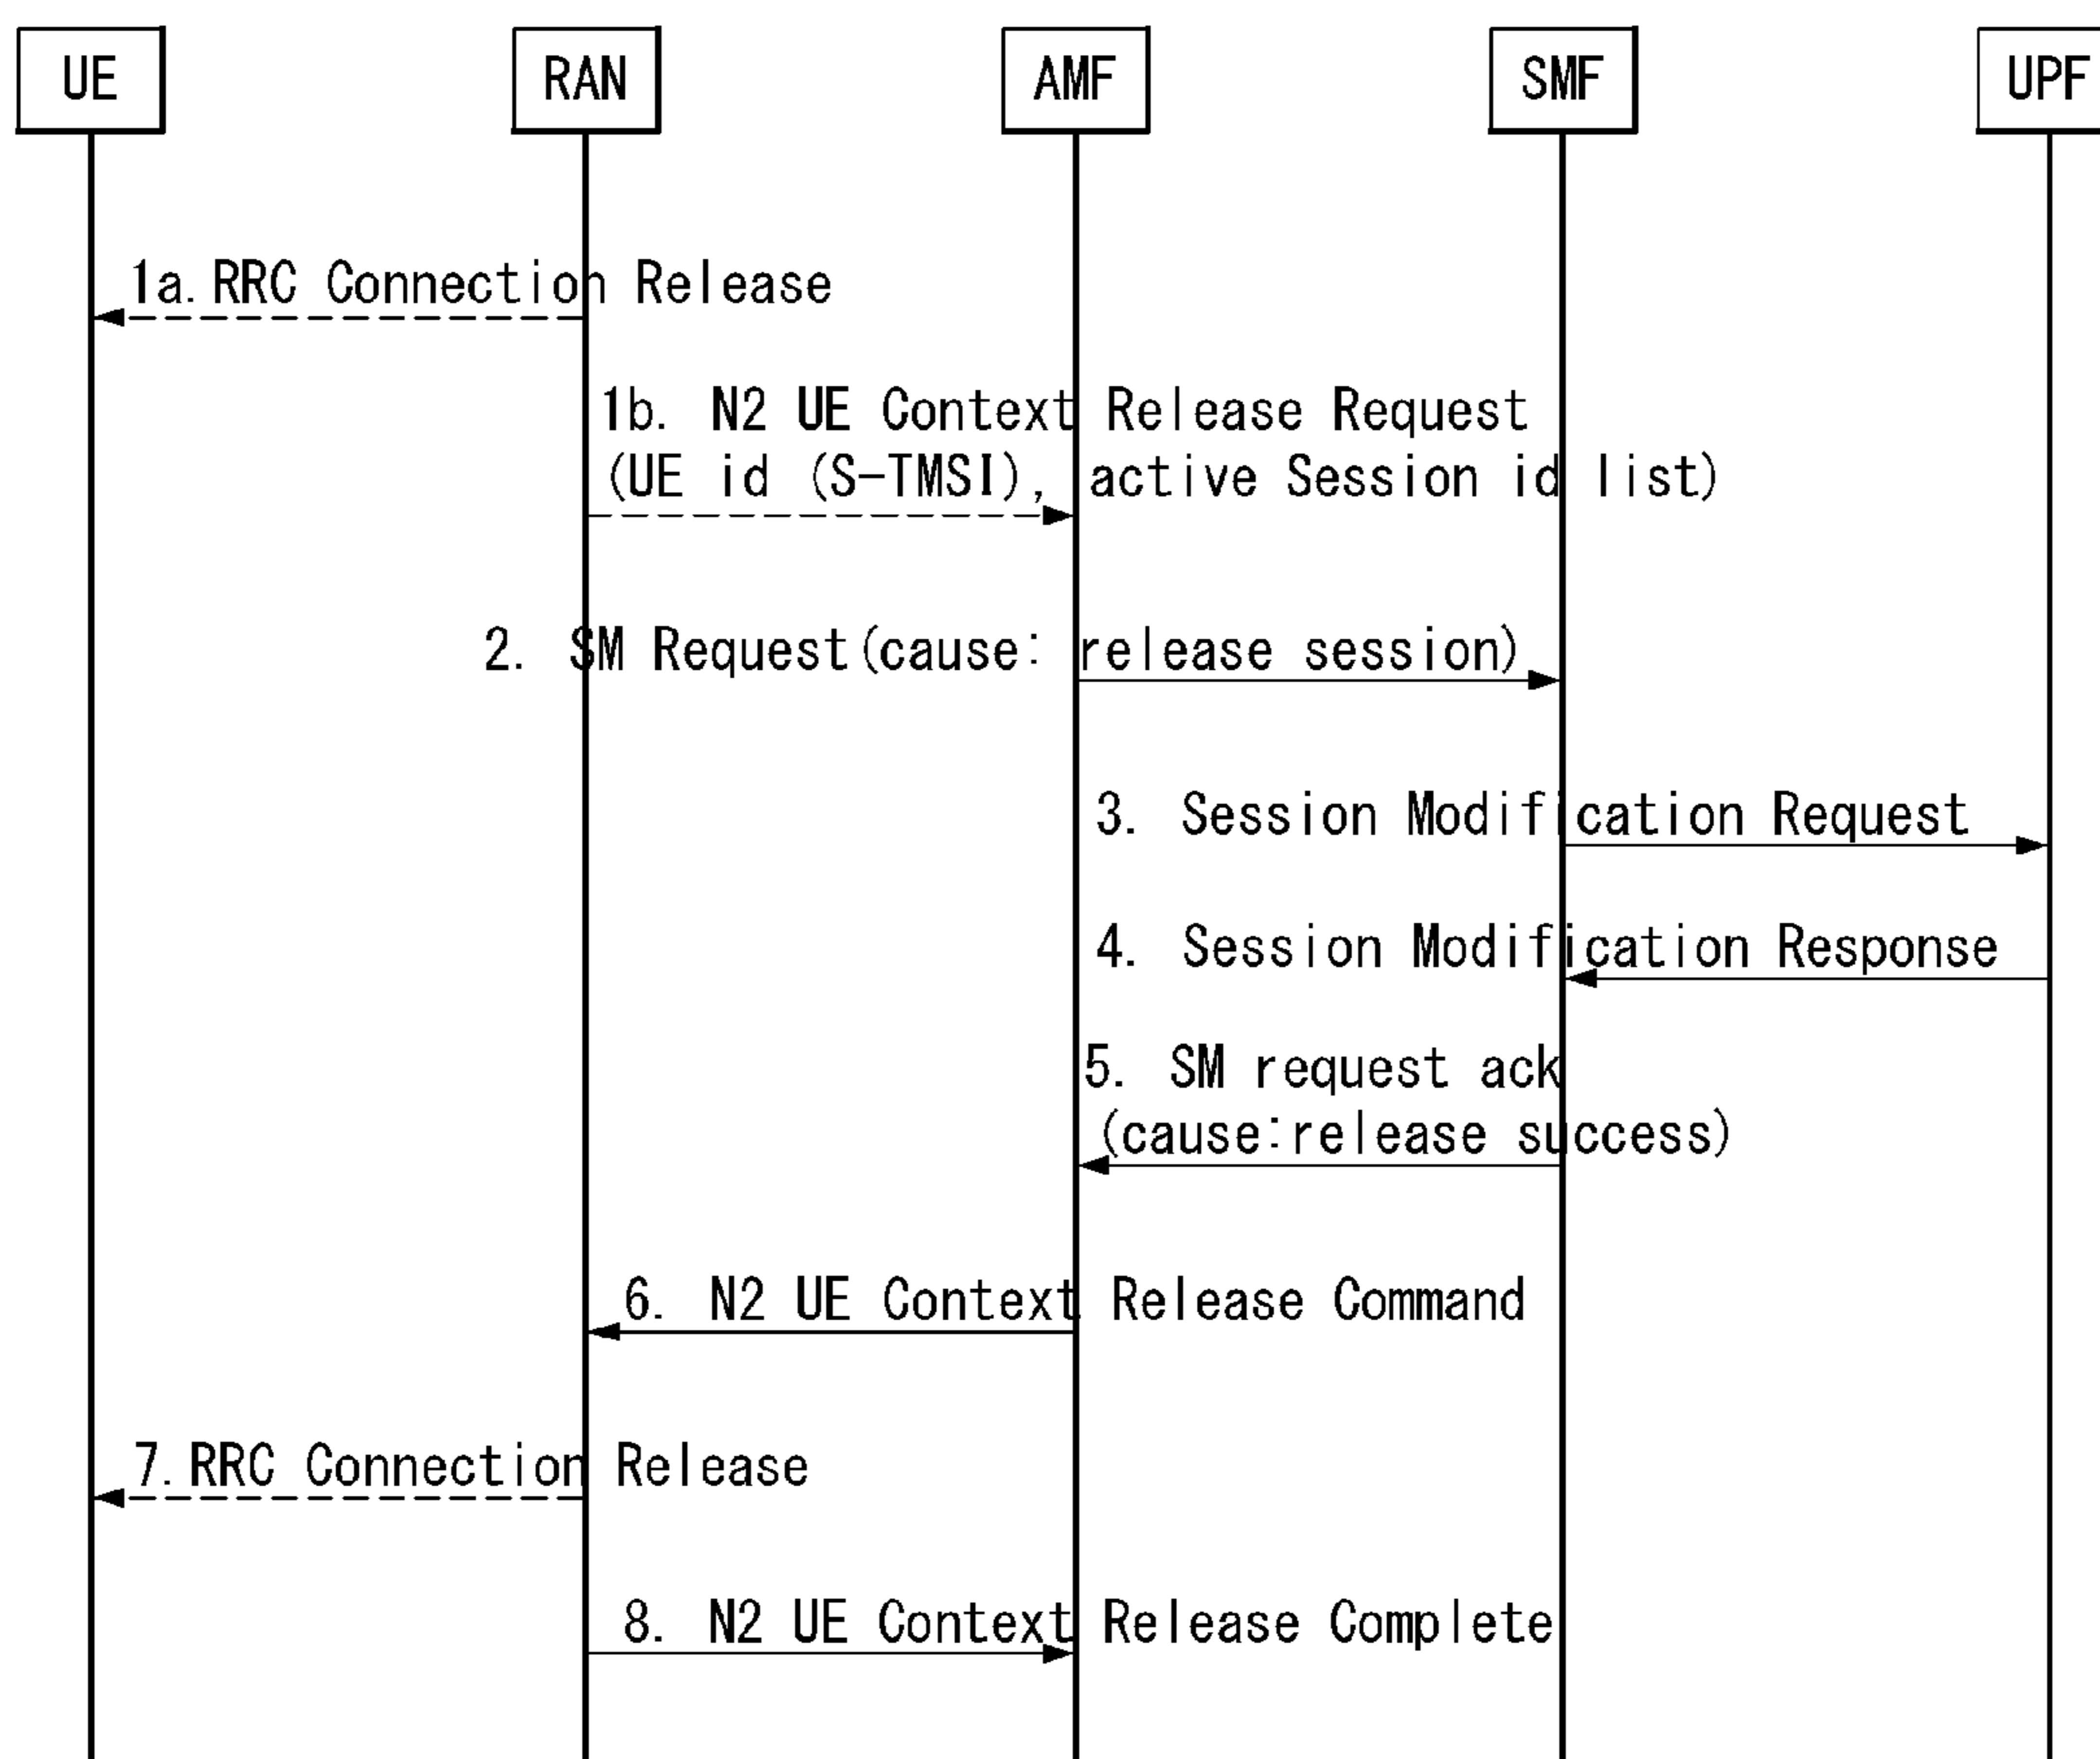 UE RAN AMF SMF UPF
1a.RRC Connection Release
1b. N2 UE Context Release Request
(UE id (S-TMSI), active Session id list)
2. SM Request(cause: release session)
3. Session Modification Request
4. Session Modification Response
5. SM request ack
(cause:release success)
6. N2 UE Context Release Command
7.RRC Connection Release
8. N2 UE Context Release Complete